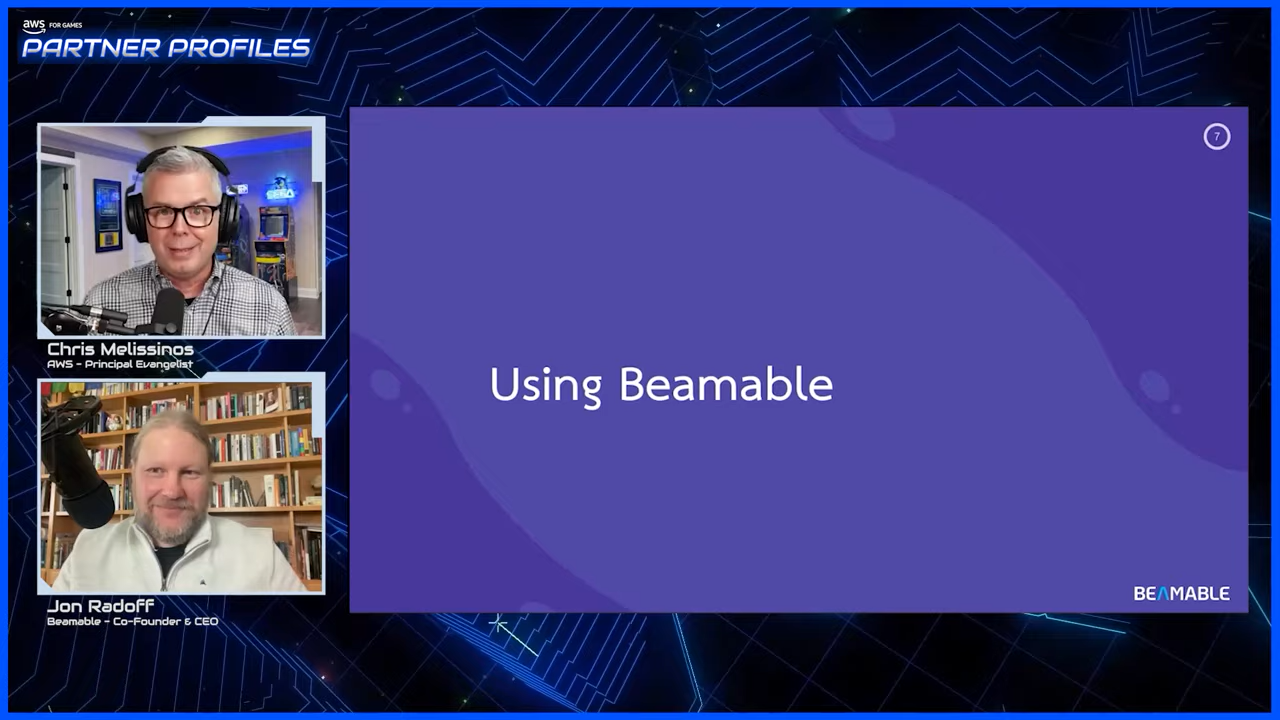 aws FOR GAMES
PARTNER PROFILES
7
SEGA
Chris Melissinos
AWS - Principal Evangelist
Using Beamable
BEAMABLE
Jon Radoff
Beamable - Co-Founder & CEO